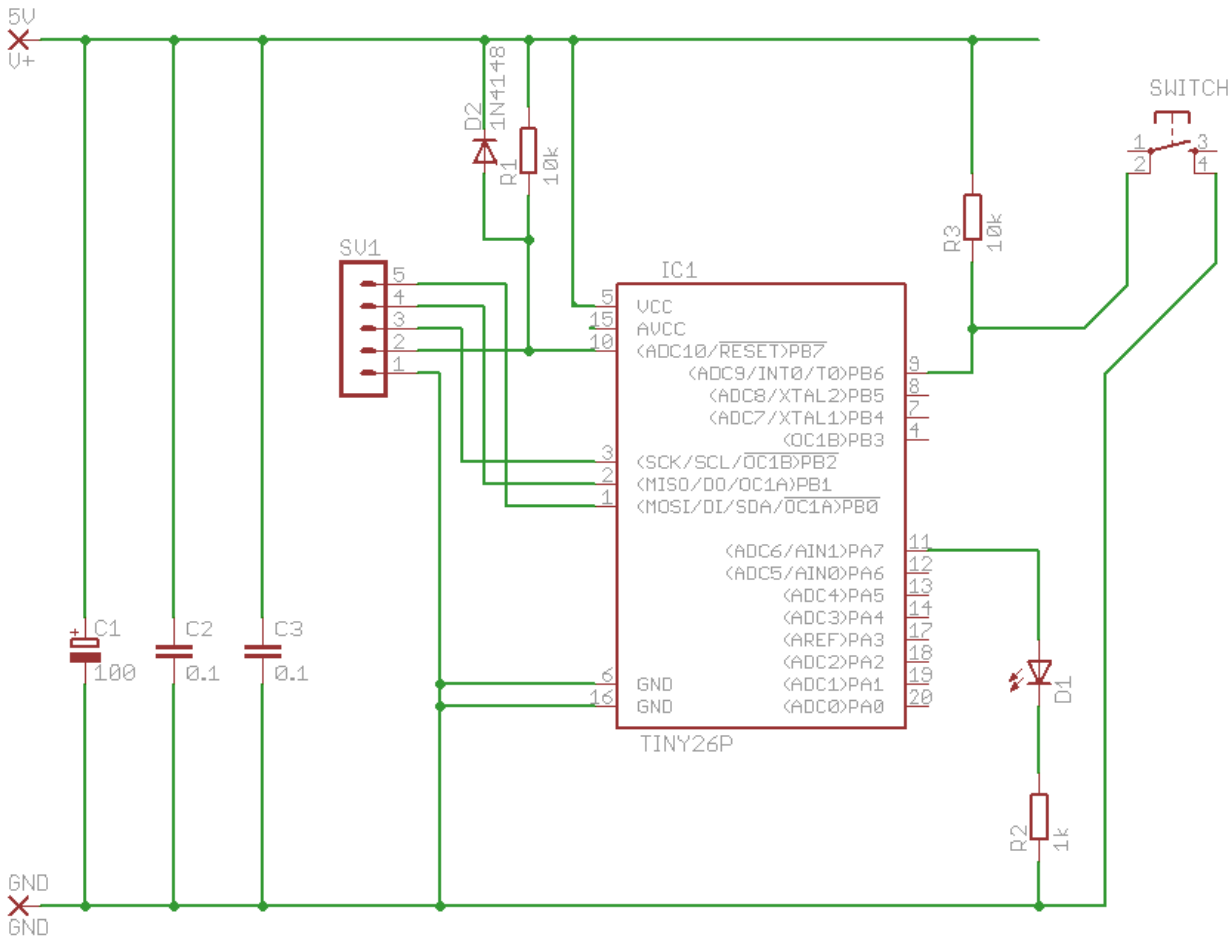 5V
V+
D2
1N4148
R1
10k
R3
10k
SWITCH
1
2
3
4
SV1
5
4
3
2
1
IC1
5 VCC
15 AVCC
10 (ADC10/RESET)PB7
(ADC9/INT0/T0)PB6 9
(ADC8/XTAL2)PB5 8
(ADC7/XTAL1)PB4 7
(OC1B)PB3 4
3 (SCK/SCL/OC1B)PB2
2 (MISO/DO/OC1A)PB1
1 (MOSI/DI/SDA/OC1A)PB0
(ADC6/AIN1)PA7 11
(ADC5/AIN0)PA6 12
(ADC4)PA5 13
(ADC3)PA4 14
(AREF)PA3 17
(ADC2)PA2 18
(ADC1)PA1 19
(ADC0)PA0 20
6 GND
16 GND
TINY26P
+
C1
100
C2
0.1
C3
0.1
D1
R2
1k
GND
GND